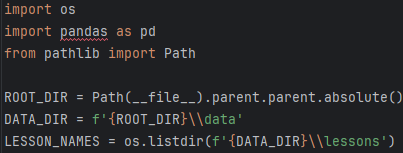 import os
import pandas as pd
from pathlib import Path
ROOT_DIR = Path(__file__).parent.parent.absolute()
DATA_DIR = f'{ROOT_DIR}\\data'
LESSON_NAMES = os.listdir(f'{DATA_DIR}\\lessons')